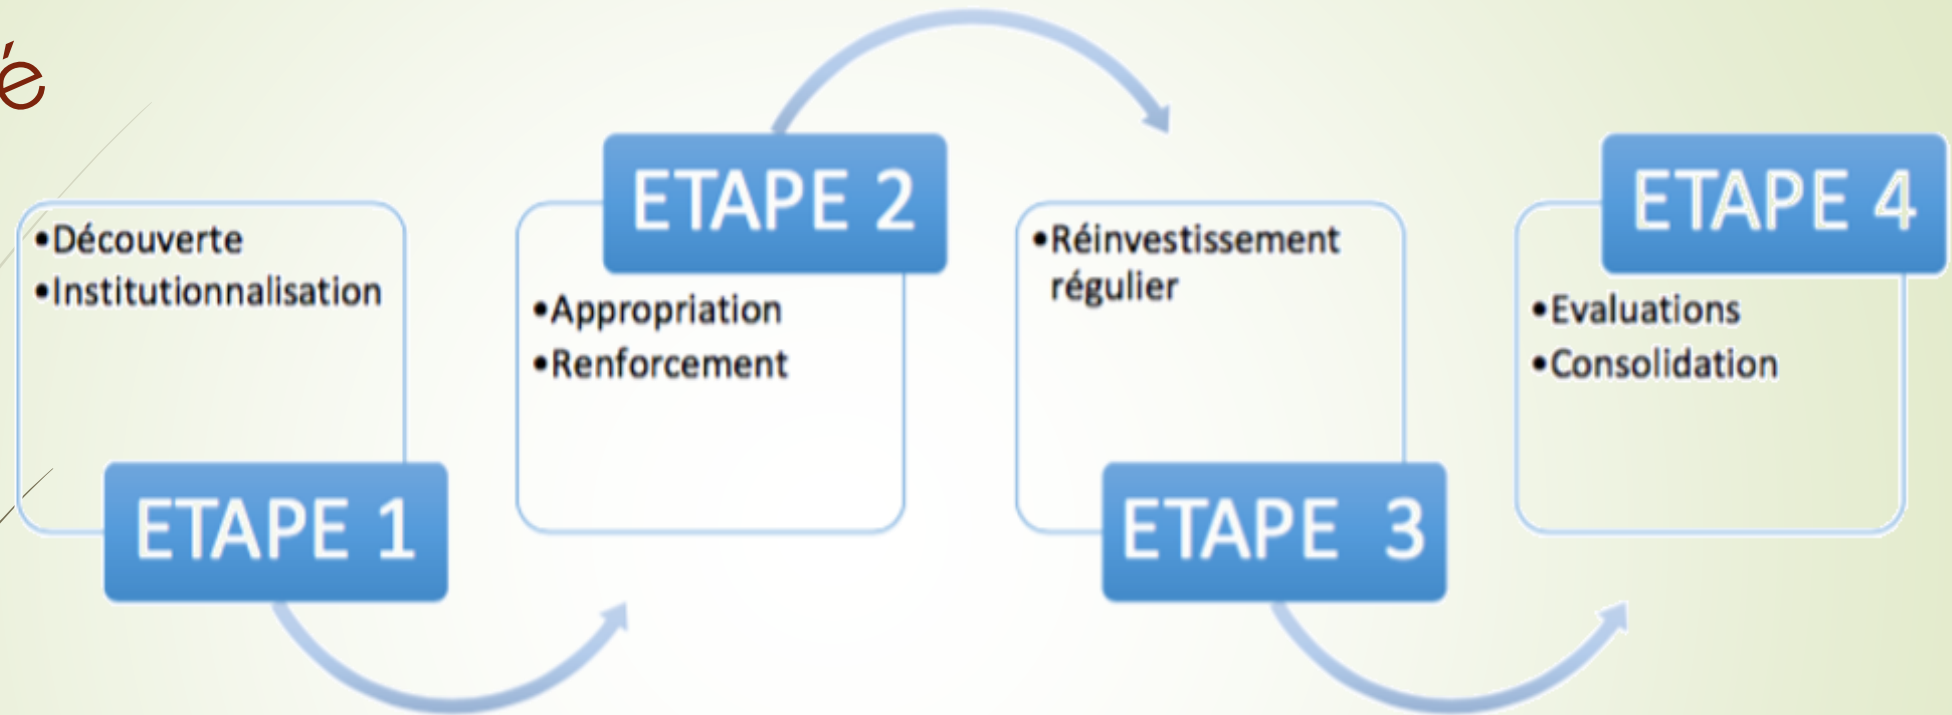 é
•Découverte
•Institutionnalisation
ETAPE 1
ETAPE 2
•Appropriation
•Renforcement
•Réinvestissement
régulier
ETAPE  3
ETAPE 4
•Evaluations
•Consolidation